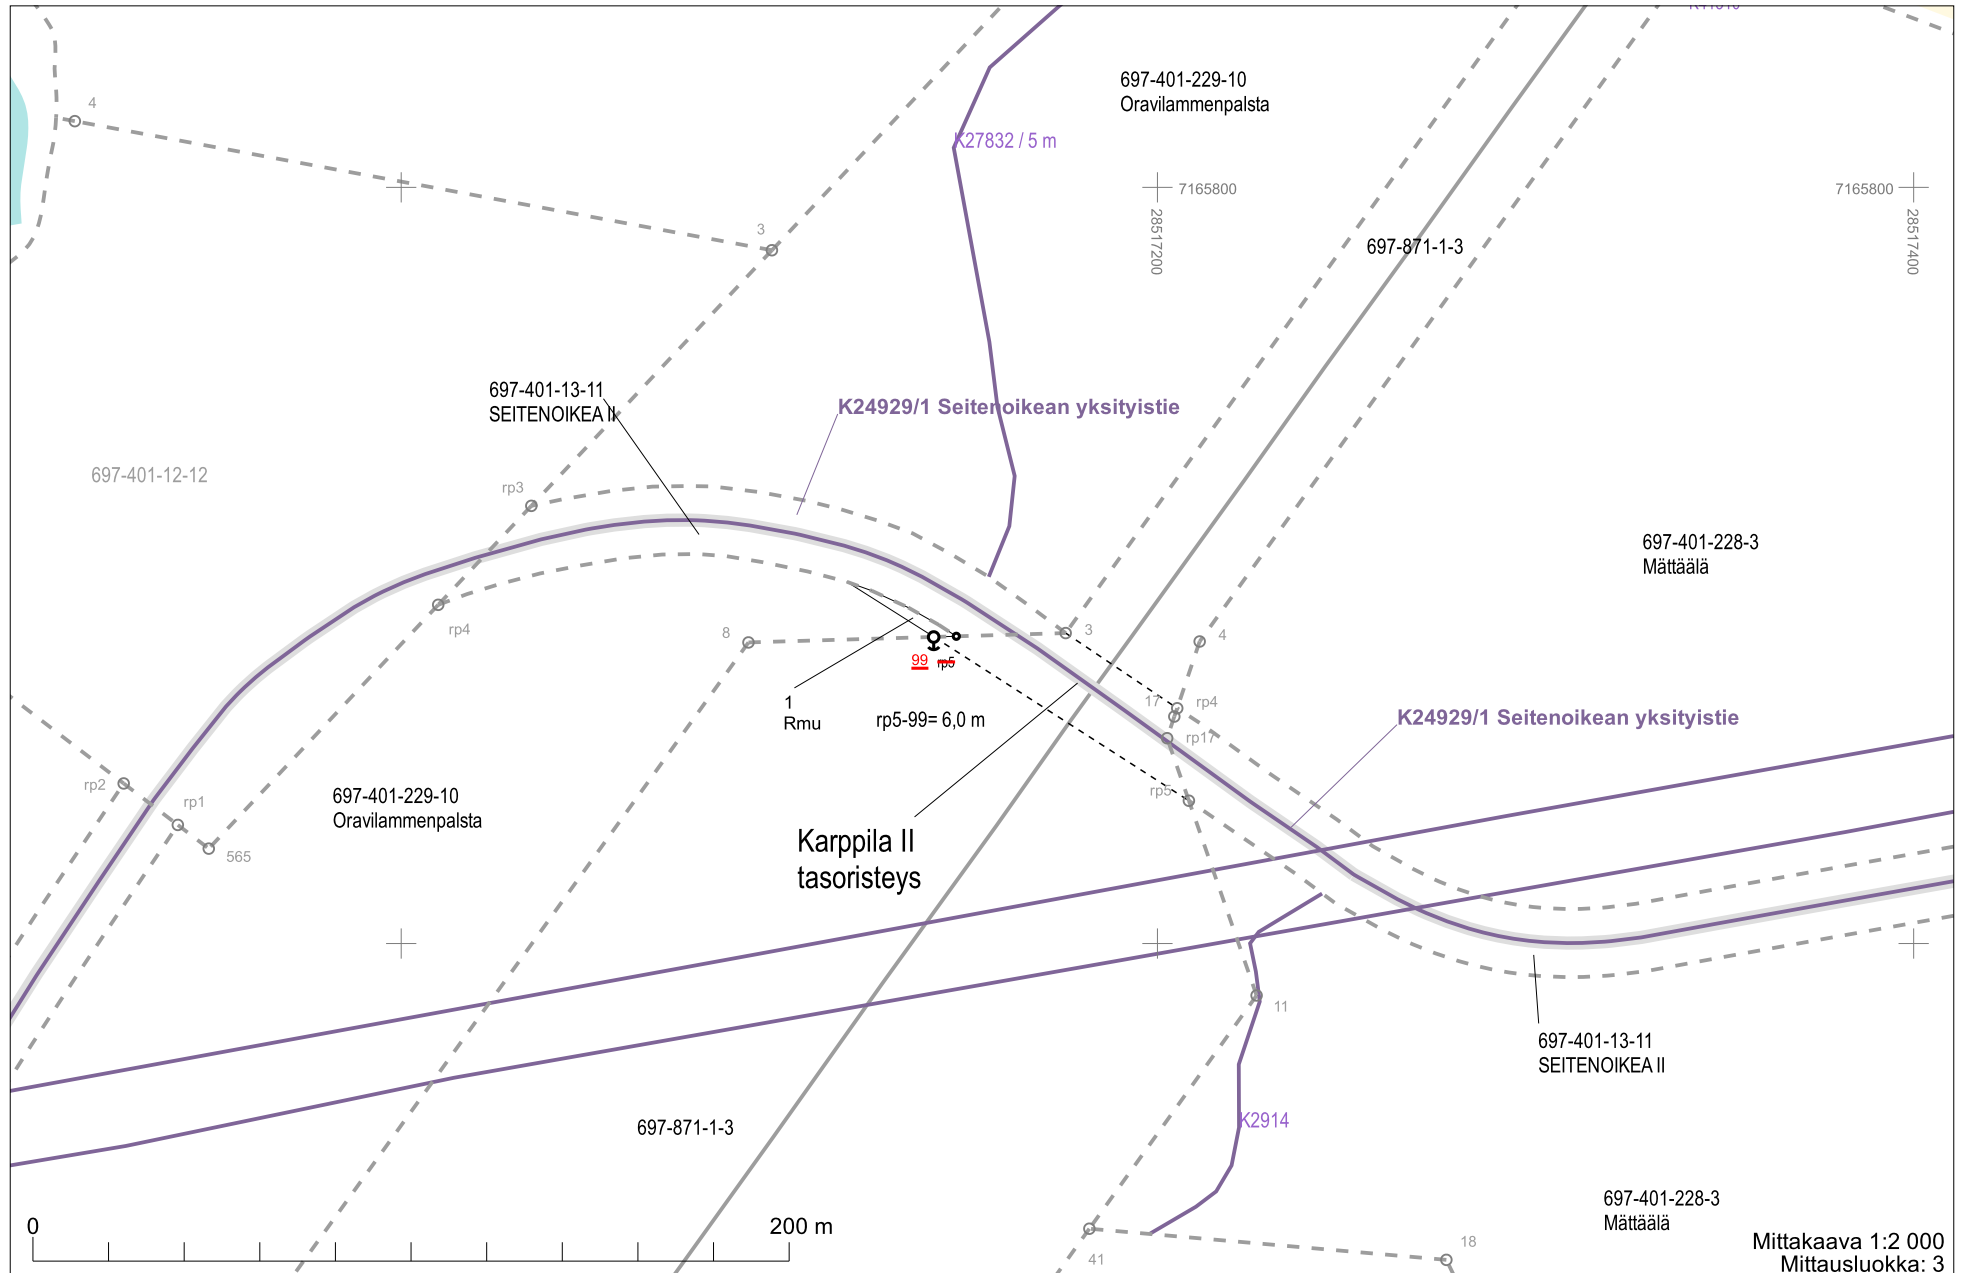 697-401-229-10
Oravilammenpalsta
4
K27832 / 5 m
7165800
7165800
28517200
28517400
3
697-871-1-3
697-401-13-11
SEITENOIKEA II
K24929/1 Seitenoikean yksityistie
697-401-12-12
rp3
697-401-228-3
Mättäälä
rp4
8
3
4
99
rp5
1
Rmu
rp5-99= 6,0 m
17
rp4
rp17
K24929/1 Seitenoikean yksityistie
rp2
rp1
rp5
697-401-229-10
Oravilammenpalsta
565
Karppila II
tasoristeys
11
697-401-13-11
SEITENOIKEA II
697-871-1-3
K2914
697-401-228-3
Mättäälä
0
200 m
41
18
Mittakaava 1:2 000
Mittausluokka: 3